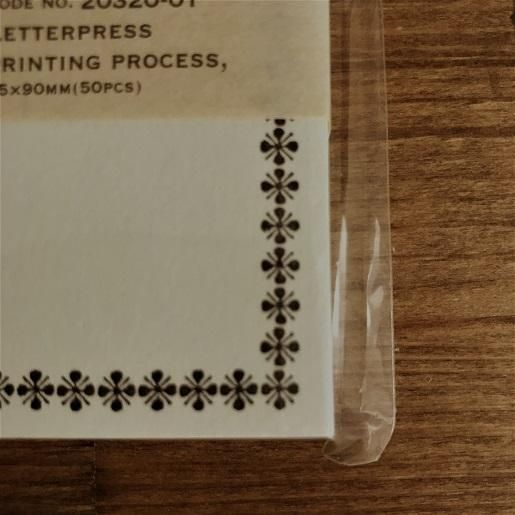 ODE NO. 20320-01
LETTERPRESS
RINTING PROCESS,
5×90MM(50PCS)